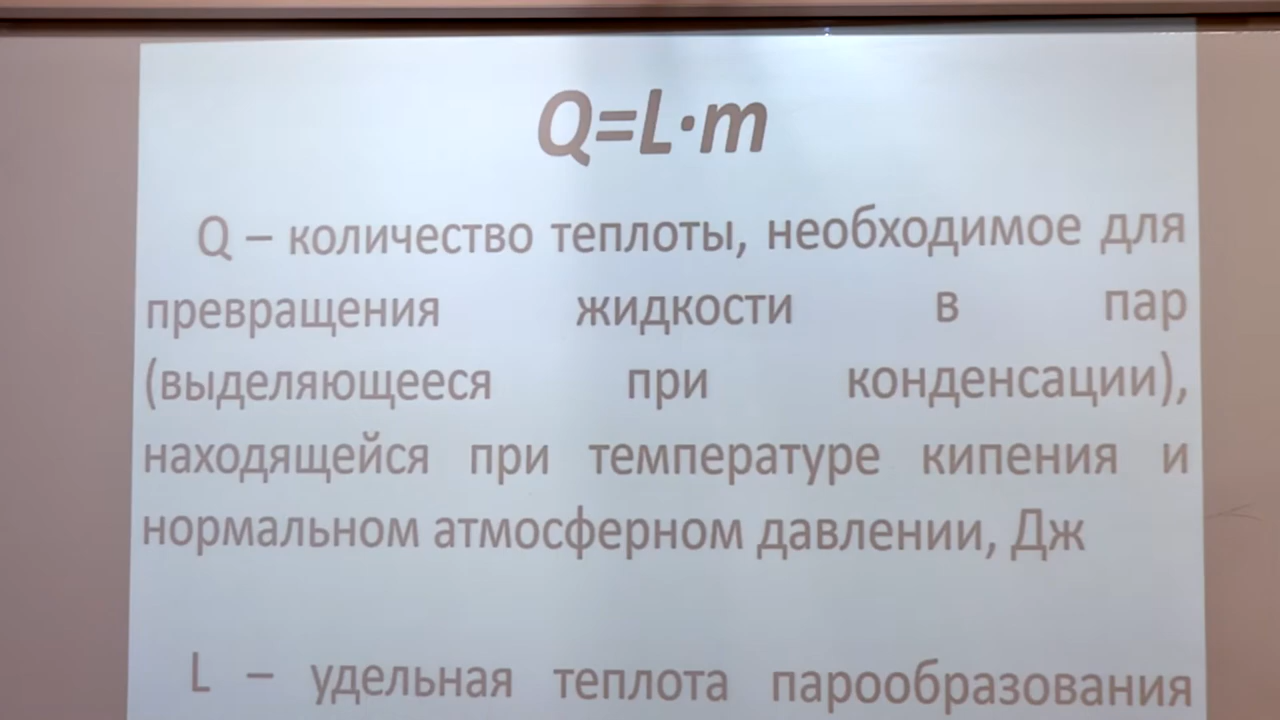 Q=L·m
Q – количество теплоты, необходимое для
превращения жидкости в пар
(выделяющееся при конденсации),
находящейся при температуре кипения и
нормальном атмосферном давлении, Дж
L – удельная теплота парообразования